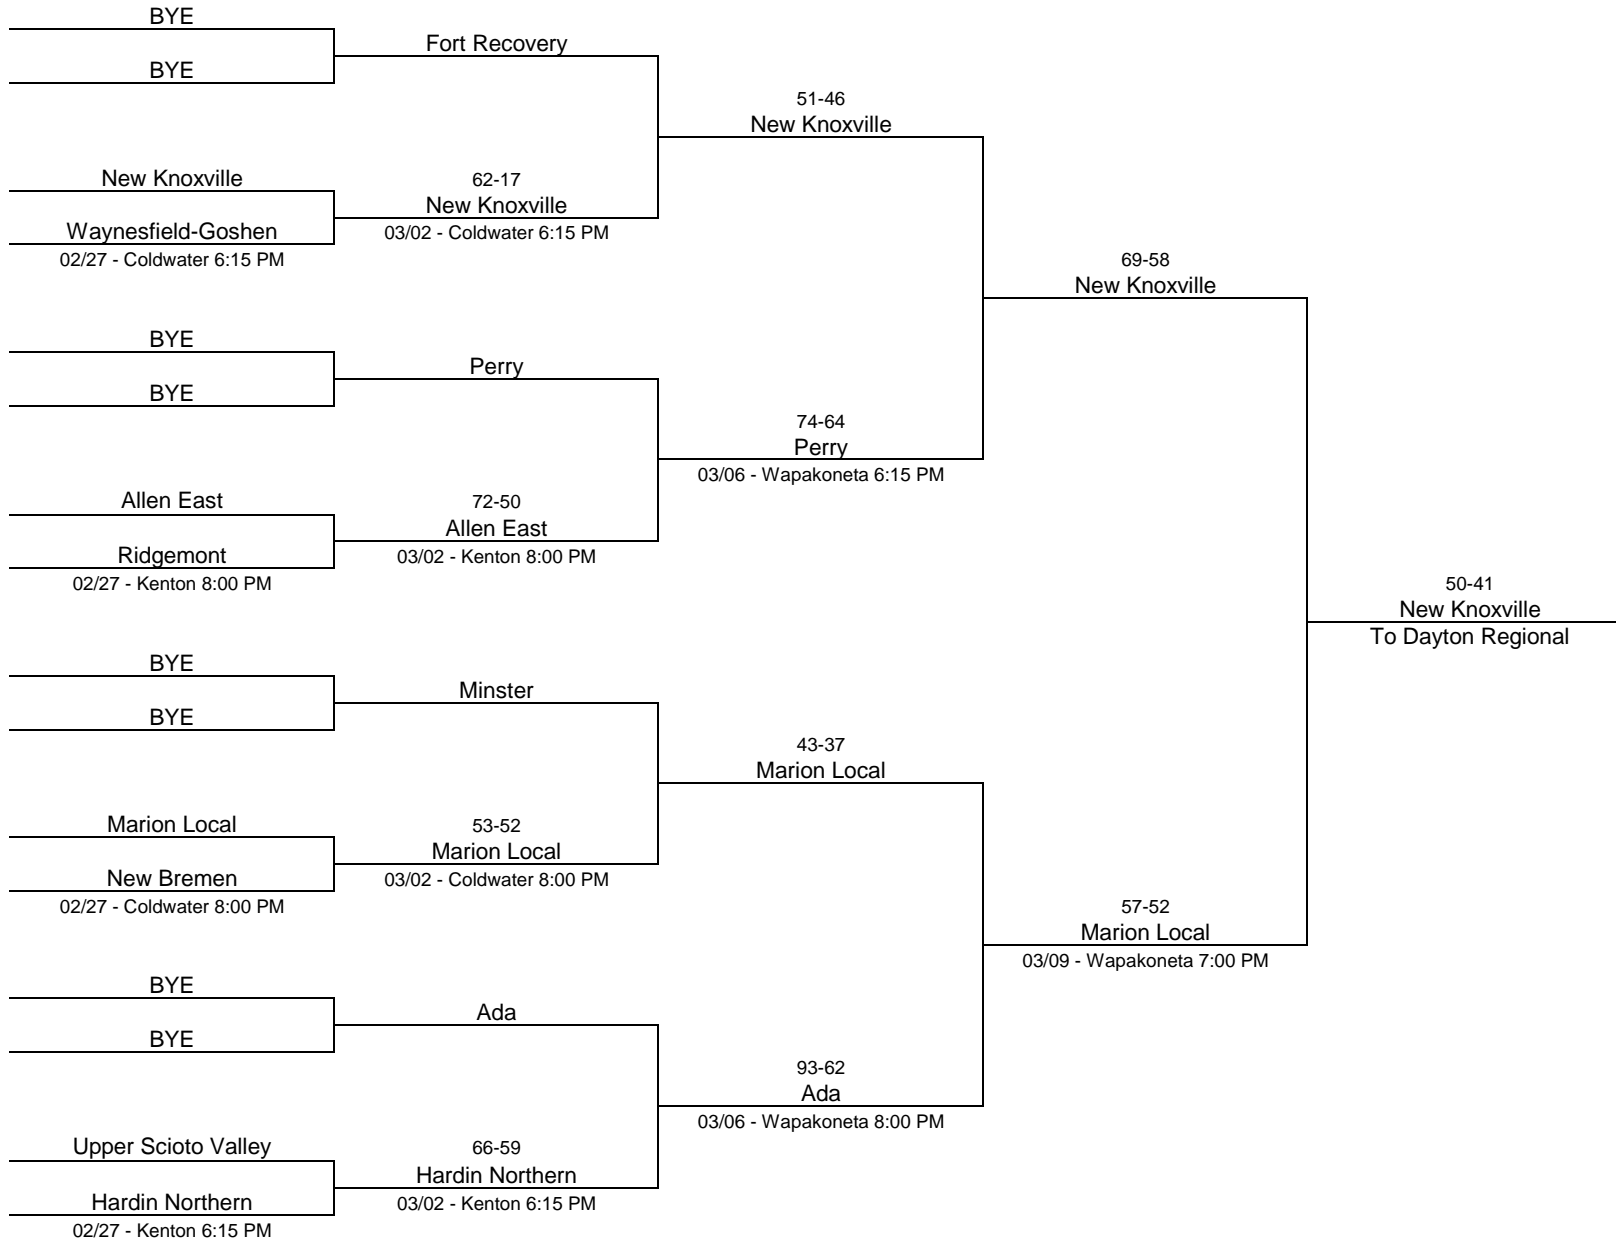 BYE
BYE
New Knoxville
Waynesfield-Goshen
02/27 - Coldwater 6:15 PM
BYE
BYE
Allen East
Ridgemont
02/27 - Kenton 8:00 PM
BYE
BYE
Marion Local
New Bremen
02/27 - Coldwater 8:00 PM
BYE
BYE
Upper Scioto Valley
Hardin Northern
02/27 - Kenton 6:15 PM
Fort Recovery
62-17
New Knoxville
03/02 - Coldwater 6:15 PM
Perry
72-50
Allen East
03/02 - Kenton 8:00 PM
Minster
53-52
Marion Local
03/02 - Coldwater 8:00 PM
Ada
66-59
Hardin Northern
03/02 - Kenton 6:15 PM
51-46
New Knoxville
74-64
Perry
03/06 - Wapakoneta 6:15 PM
43-37
Marion Local
93-62
Ada
03/06 - Wapakoneta 8:00 PM
69-58
New Knoxville
57-52
Marion Local
03/09 - Wapakoneta 7:00 PM
50-41
New Knoxville
To Dayton Regional